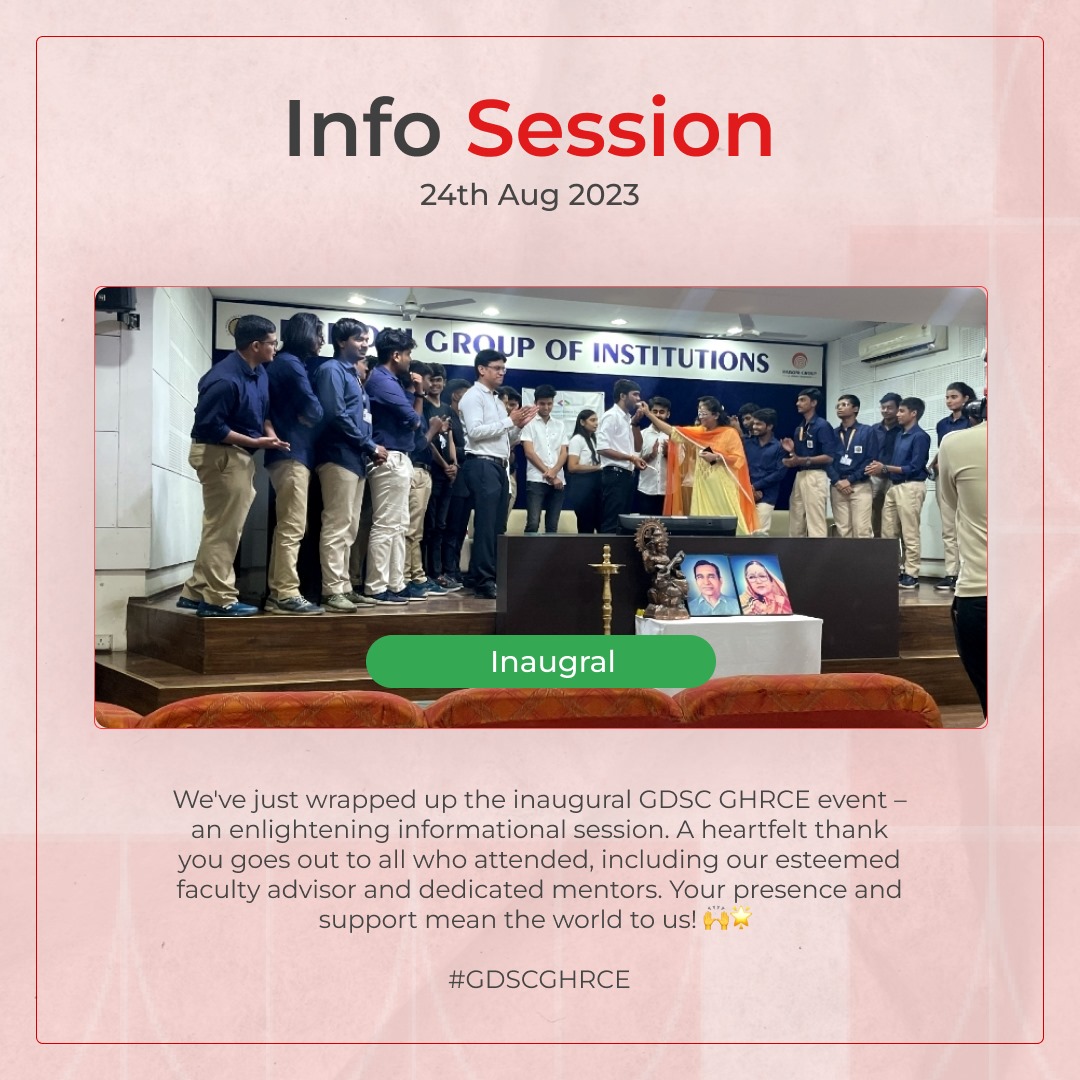 Info Session
24th Aug 2023
GROUP OF INSTITUTIONS
Inaugral
We've just wrapped up the inaugural GDSC GHRCE event –
an enlightening informational session. A heartfelt thank
you goes out to all who attended, including our esteemed
faculty advisor and dedicated mentors. Your presence and
support mean the world to us! 🙌🌟
#GDSCGHRCE